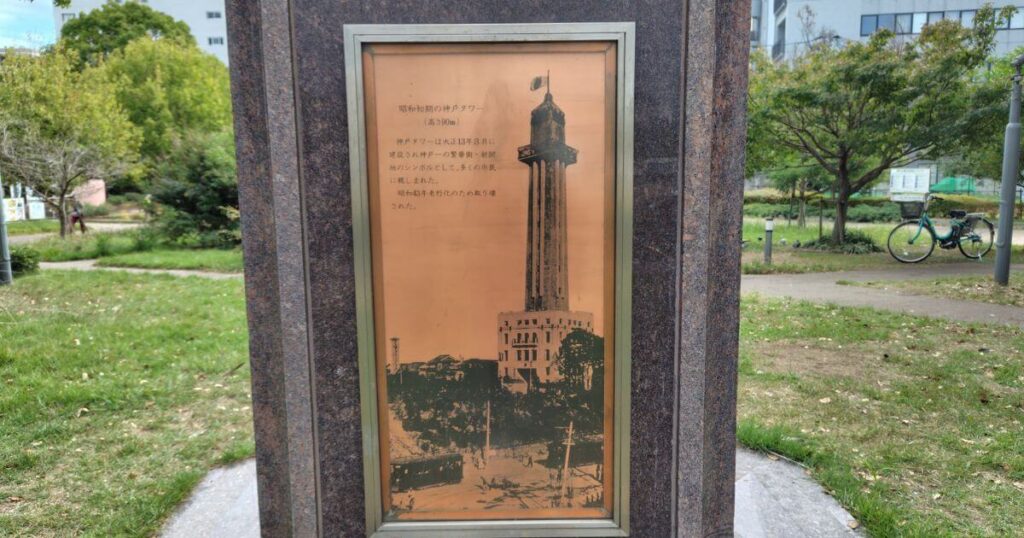 昭和初期の神戸タワー
（高さ90m）
神戸タワーは大正13年8月に
建設され神戸一の繁華街・新開
地のシンボルとして、多くの市民
に親しまれた。
昭和43年老朽化のため取り壊
された。